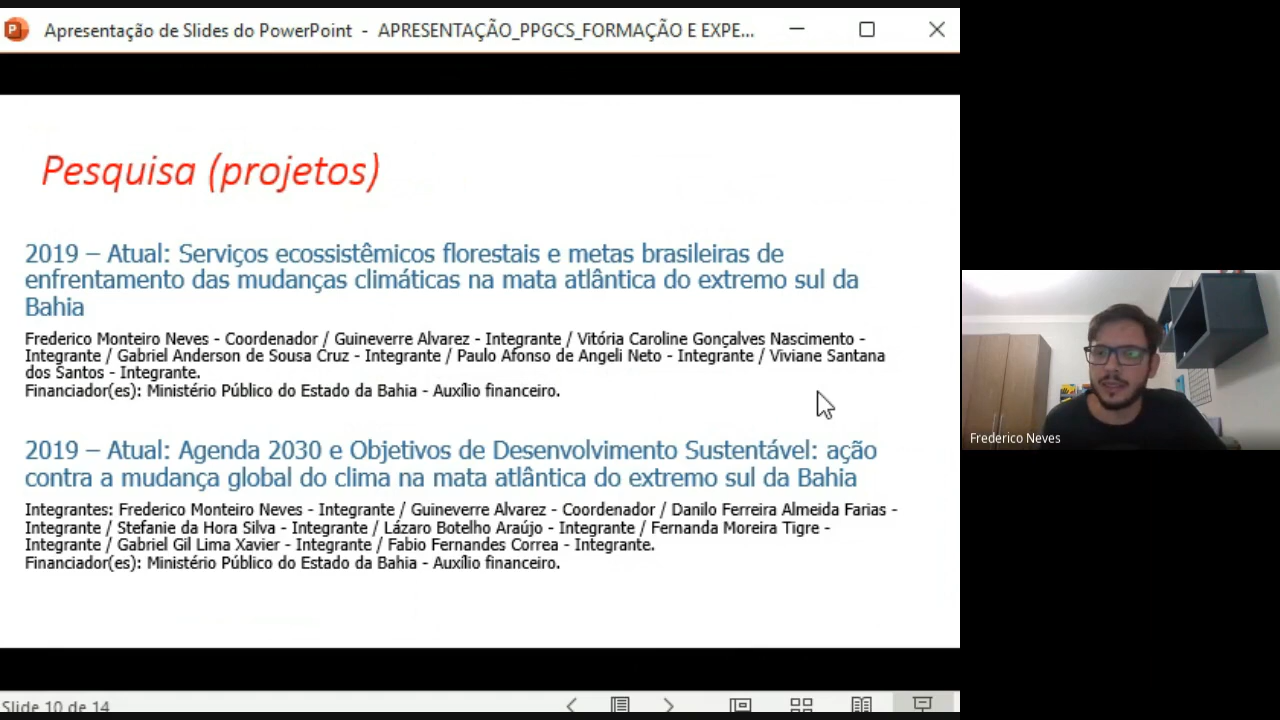 Apresentação de Slides do PowerPoint - APRESENTAÇÃO_PPGCS_FORMAÇÃO E EXPE...
Pesquisa (projetos)
2019 – Atual: Serviços ecossistêmicos florestais e metas brasileiras de
enfrentamento das mudanças climáticas na mata atlântica do extremo sul da
Bahia
Frederico Monteiro Neves - Coordenador / Guineverre Alvarez - Integrante / Vitória Caroline Gonçalves Nascimento -
Integrante / Gabriel Anderson de Sousa Cruz - Integrante / Paulo Afonso de Angeli Neto - Integrante / Viviane Santana
dos Santos - Integrante.
Financiador(es): Ministério Público do Estado da Bahia - Auxílio financeiro.
2019 – Atual: Agenda 2030 e Objetivos de Desenvolvimento Sustentável: ação
contra a mudança global do clima na mata atlântica do extremo sul da Bahia
Integrantes: Frederico Monteiro Neves - Integrante / Guineverre Alvarez - Coordenador / Danilo Ferreira Almeida Farias -
Integrante / Stefanie da Hora Silva - Integrante / Lázaro Botelho Araújo - Integrante / Fernanda Moreira Tigre -
Integrante / Gabriel Gil Lima Xavier - Integrante / Fabio Fernandes Correa - Integrante.
Financiador(es): Ministério Público do Estado da Bahia - Auxílio financeiro.
Slide 10 de 14
Frederico Neves